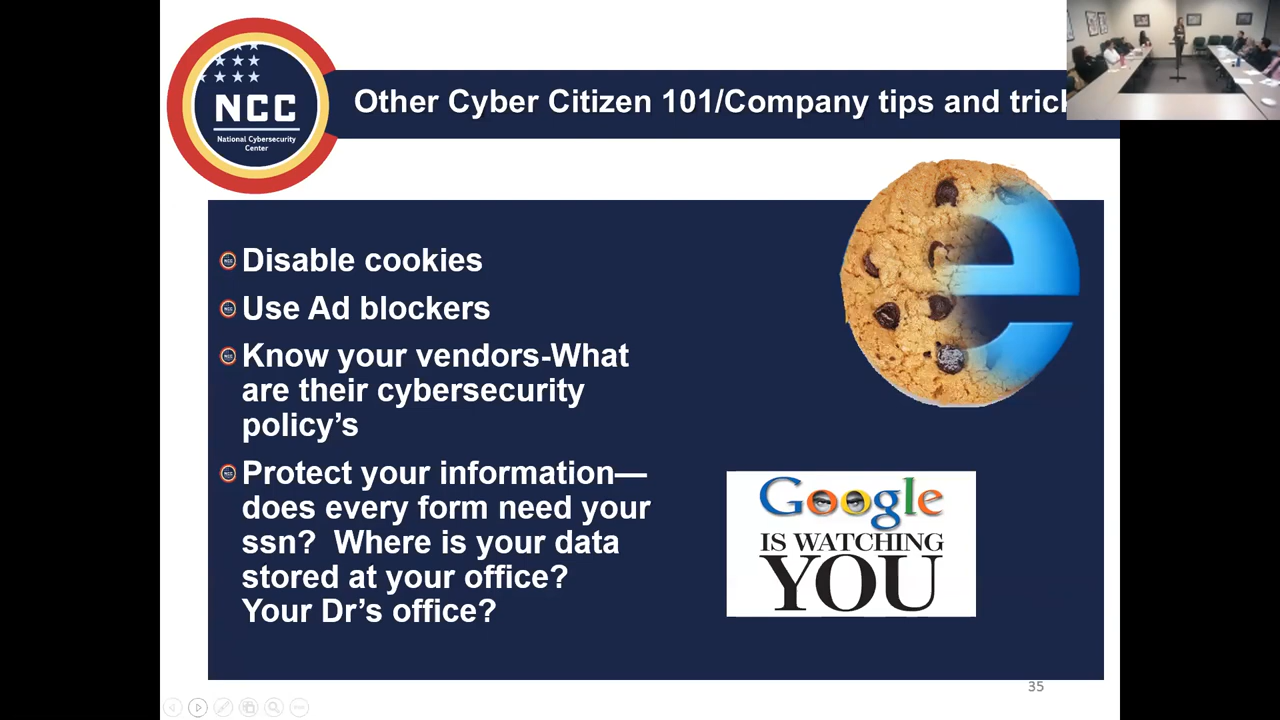 NCC
National Cybersecurity
Center
Other Cyber Citizen 101/Company tips and
Disable cookies
Use Ad blockers
Know your vendors-What
are their cybersecurity
policy’s
Protect your information—
does every form need your
ssn?  Where is your data
stored at your office?
Your Dr’s office?
e
Google
IS WATCHING
YOU
35